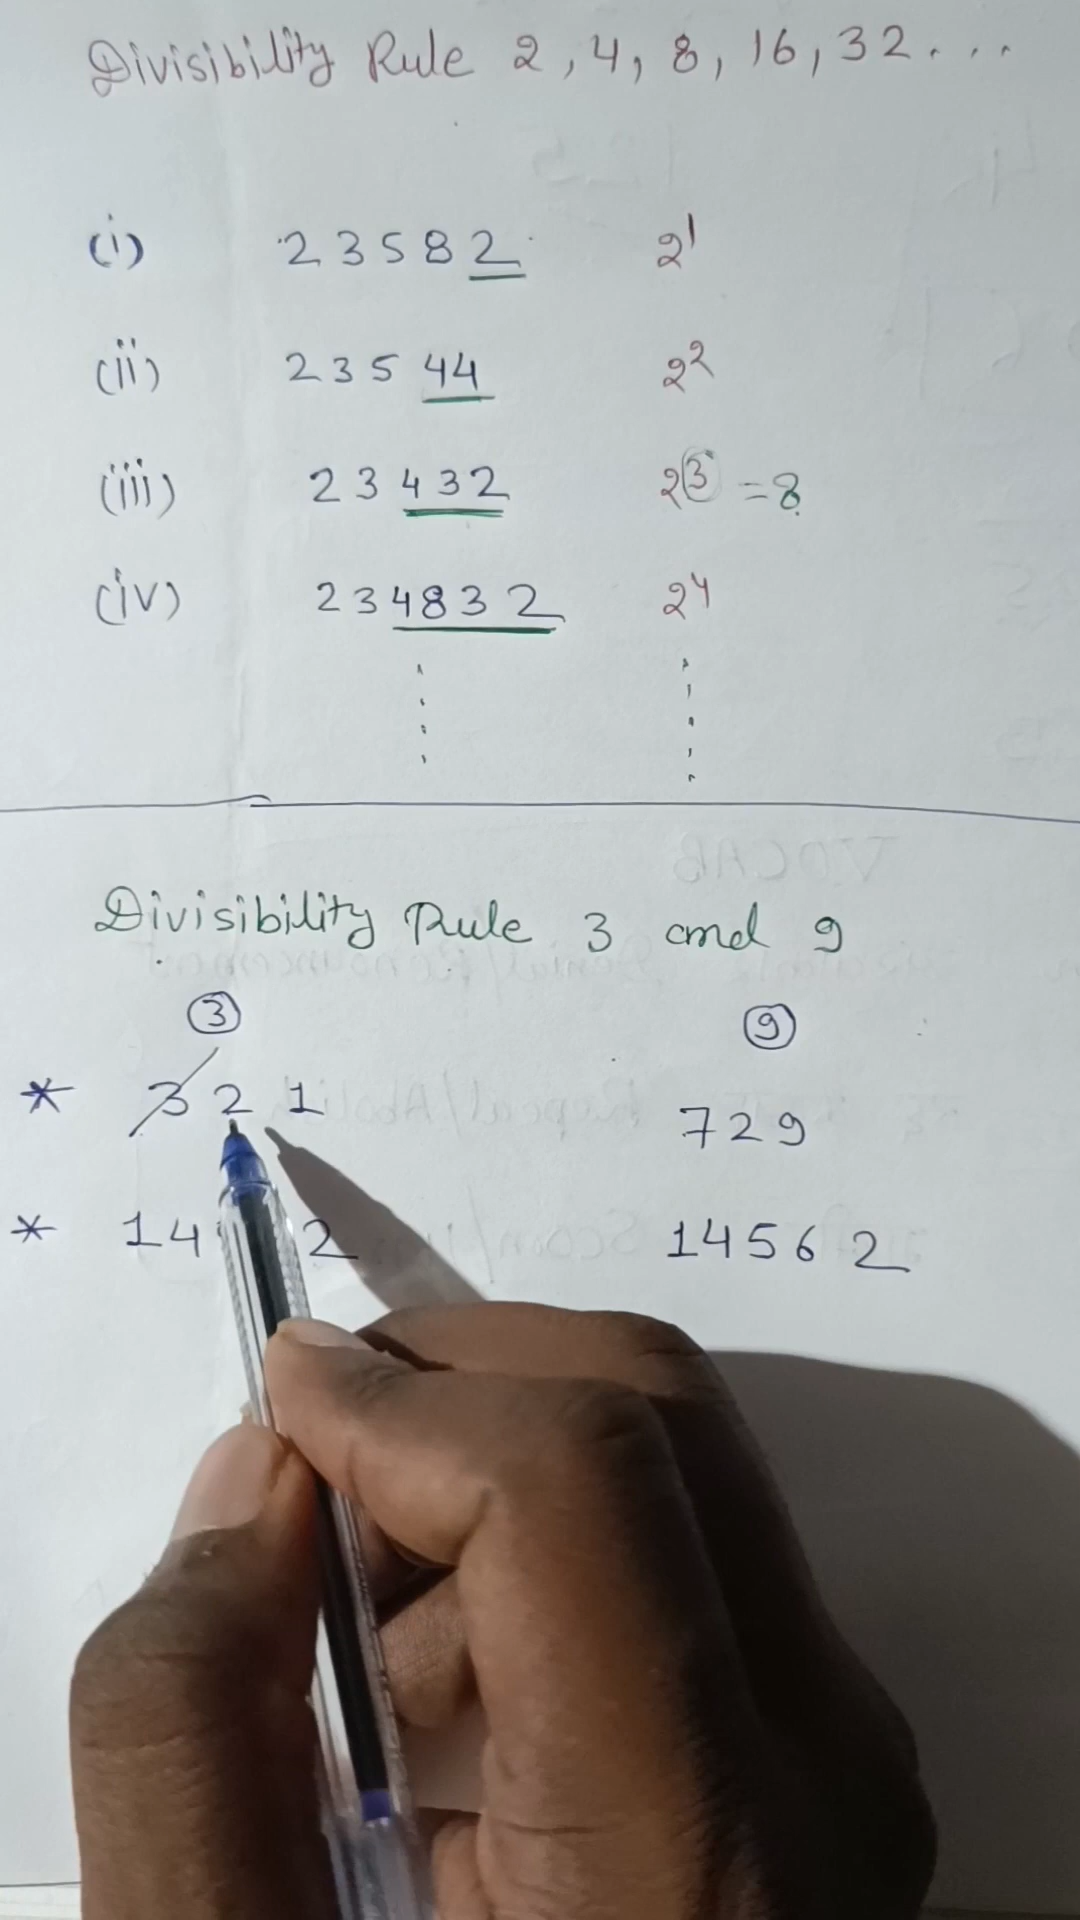 Divisibility Rule 2, 4, 8, 16, 32...
(i) 23582 2¹
(ii) 23544 2²
(iii) 23432 2³ = 8
(iv) 234832 2⁴
Divisibility Rule 3 and 9
3 9
* 321 729
* 14 2 14562